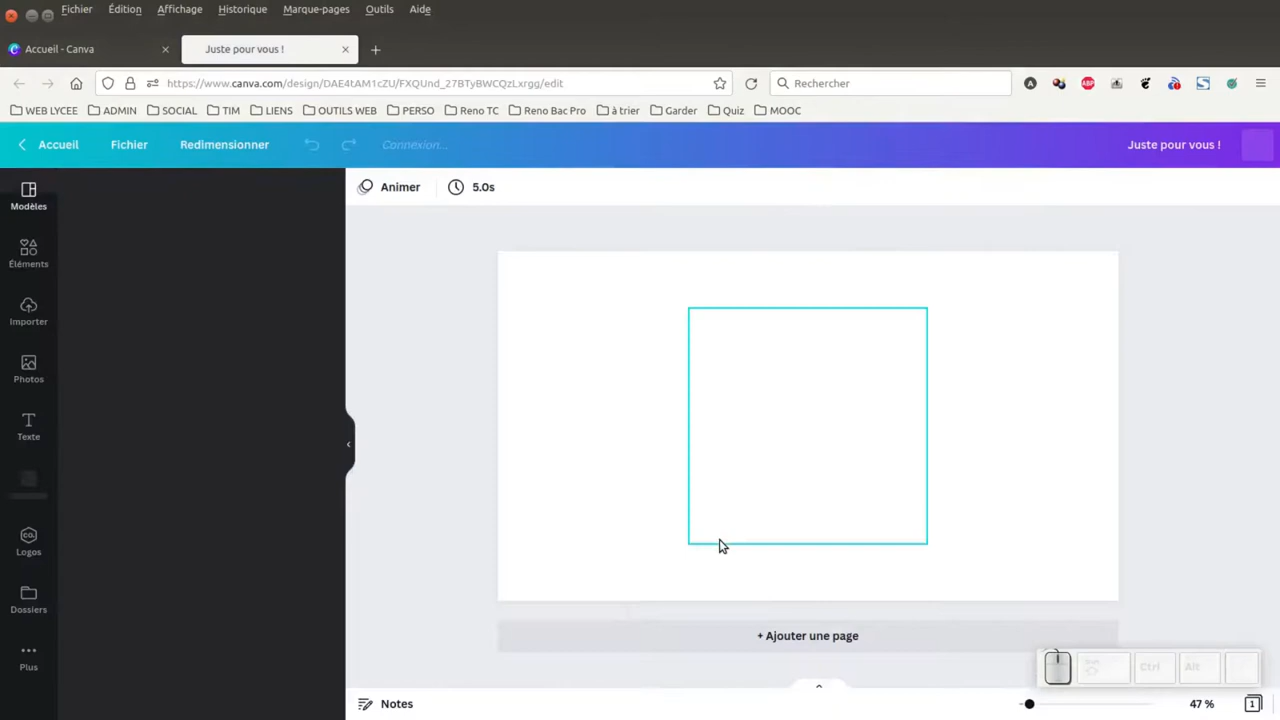 Fichier Édition Affichage Historique Marque-pages Outils Aide
Accueil - Canva
Juste pour vous !
https://www.canva.com/design/DAE4tAM1cZU/FXQUnd_27BTyBWCQzLxrgg/edit
Rechercher
WEB LYCEE ADMIN SOCIAL TIM LIENS OUTILS WEB PERSO Reno TC Reno Bac Pro à trier Garder Quiz MOOC
Accueil Fichier Redimensionner Connexion... Juste pour vous !
Modèles
Animer 5.0s
Éléments
Importer
Photos
Texte
Logos
Dossiers
Plus
+ Ajouter une page
Ctrl Alt
Notes 47 % 1